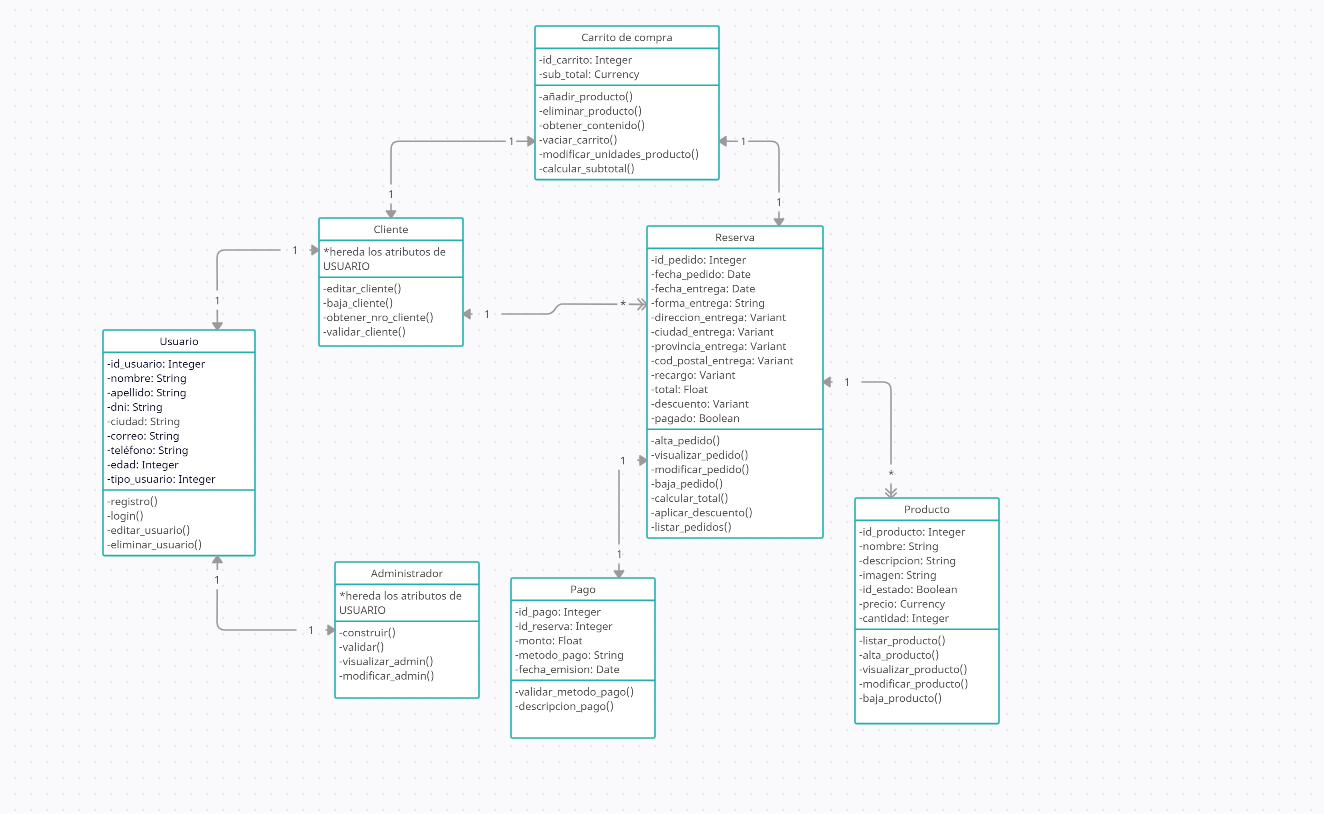 Carrito de compra
-id_carrito: Integer
-sub_total: Currency
-añadir_producto()
-eliminar_producto()
-obtener_contenido()
-vaciar_carrito()
-modificar_unidades_producto()
-calcular_subtotal()
1
1
1
1
Cliente
*hereda los atributos de
USUARIO
-editar_cliente()
-baja_cliente()
-obtener_nro_cliente()
-validar_cliente()
1
1
1
*
Reserva
-id_pedido: Integer
-fecha_pedido: Date
-fecha_entrega: Date
-forma_entrega: String
-direccion_entrega: Variant
-ciudad_entrega: Variant
-provincia_entrega: Variant
-cod_postal_entrega: Variant
-recargo: Variant
-total: Float
-descuento: Variant
-pagado: Boolean
-alta_pedido()
-visualizar_pedido()
-modificar_pedido()
-baja_pedido()
-calcular_total()
-aplicar_descuento()
-listar_pedidos()
1
*
1
1
Usuario
-id_usuario: Integer
-nombre: String
-apellido: String
-dni: String
-ciudad: String
-correo: String
-teléfono: String
-edad: Integer
-tipo_usuario: Integer
-registro()
-login()
-editar_usuario()
-eliminar_usuario()
1
1
Administrador
*hereda los atributos de
USUARIO
-construir()
-validar()
-visualizar_admin()
-modificar_admin()
Pago
-id_pago: Integer
-id_reserva: Integer
-monto: Float
-metodo_pago: String
-fecha_emision: Date
-validar_metodo_pago()
-descripcion_pago()
Producto
-id_producto: Integer
-nombre: String
-descripcion: String
-imagen: String
-id_estado: Boolean
-precio: Currency
-cantidad: Integer
-listar_producto()
-alta_producto()
-visualizar_producto()
-modificar_producto()
-baja_producto()